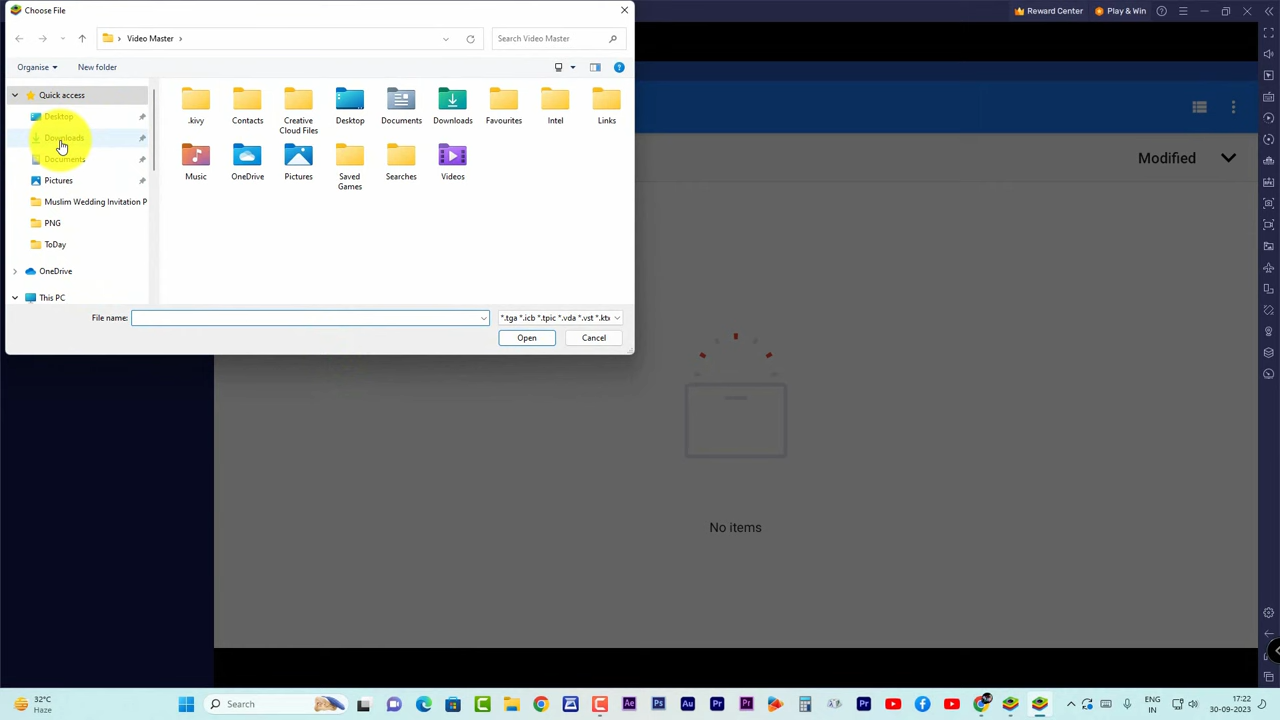 Choose File
Reward Center
Play & Win
Video Master
Search Video Master
Organise
New folder
Quick access
Desktop
Downloads
Documents
Pictures
Muslim Wedding Invitation P
PNG
ToDay
OneDrive
This PC
.kivy
Contacts
Creative
Cloud Files
Desktop
Documents
Downloads
Favourites
Intel
Links
Music
OneDrive
Pictures
Saved
Games
Searches
Videos
File name:
*.tga *.icb *.tpic *.vda *.vst *.ktx
Open
Cancel
Modified
No items
32°C
Haze
Search
ENG
IN
17:22
30-09-2023